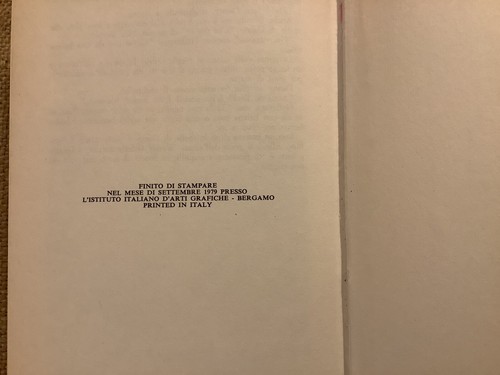 FINITO DI STAMPARE
NEL MESE DI SETTEMBRE 1979 PRESSO
L'ISTITUTO ITALIANO D'ARTI GRAFICHE - BERGAMO
PRINTED IN ITALY